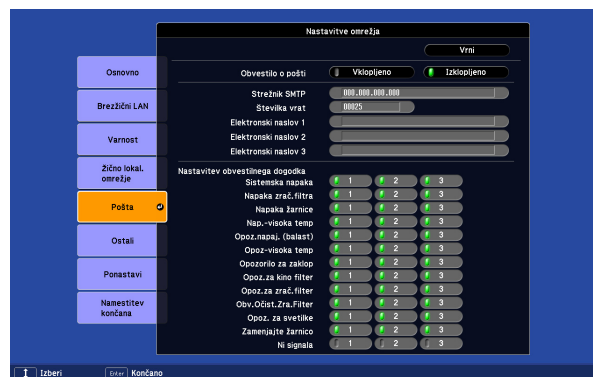 Nastavitve omrežja
Vrni
Osnovno
Brezžični LAN
Varnost
Žično lokal.
omrežje
Pošta
Ostali
Ponastavi
Namestitev
končana
Obvestilo o pošti Vklopljeno Izklopljeno
Strežnik SMTP 000.000.000.000
Številka vrat 00025
Elektronski naslov 1
Elektronski naslov 2
Elektronski naslov 3
Nastavitev obvestilnega dogodka
Sistemska napaka 1 2 3
Napaka zrač.filtra 1 2 3
Napaka žarnice 1 2 3
Nap.-visoka temp 1 2 3
Opoz.napaj. (balast) 1 2 3
Opoz-visoka temp 1 2 3
Opozorilo za zaklop 1 2 3
Opoz.za kino filter 1 2 3
Opoz.za zrač.filter 1 2 3
Obv.Očist.Zra.Filter 1 2 3
Opoz. za svetilke 1 2 3
Zamenjajte žarnico 1 2 3
Ni signala 1 2 3
Izberi Enter Končano